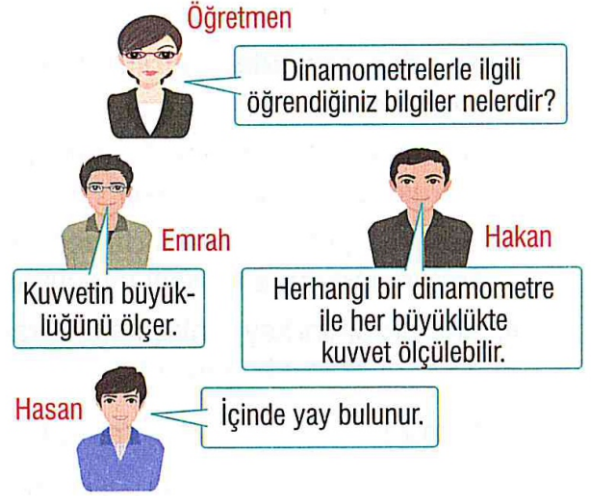 Öğretmen
Dinamometrelerle ilgili
öğrendiğiniz bilgiler nelerdir?
Emrah
Kuvvetin büyük-
lüğünü ölçer.
Hakan
Herhangi bir dinamometre
ile her büyüklükte
kuvvet ölçülebilir.
Hasan
İçinde yay bulunur.